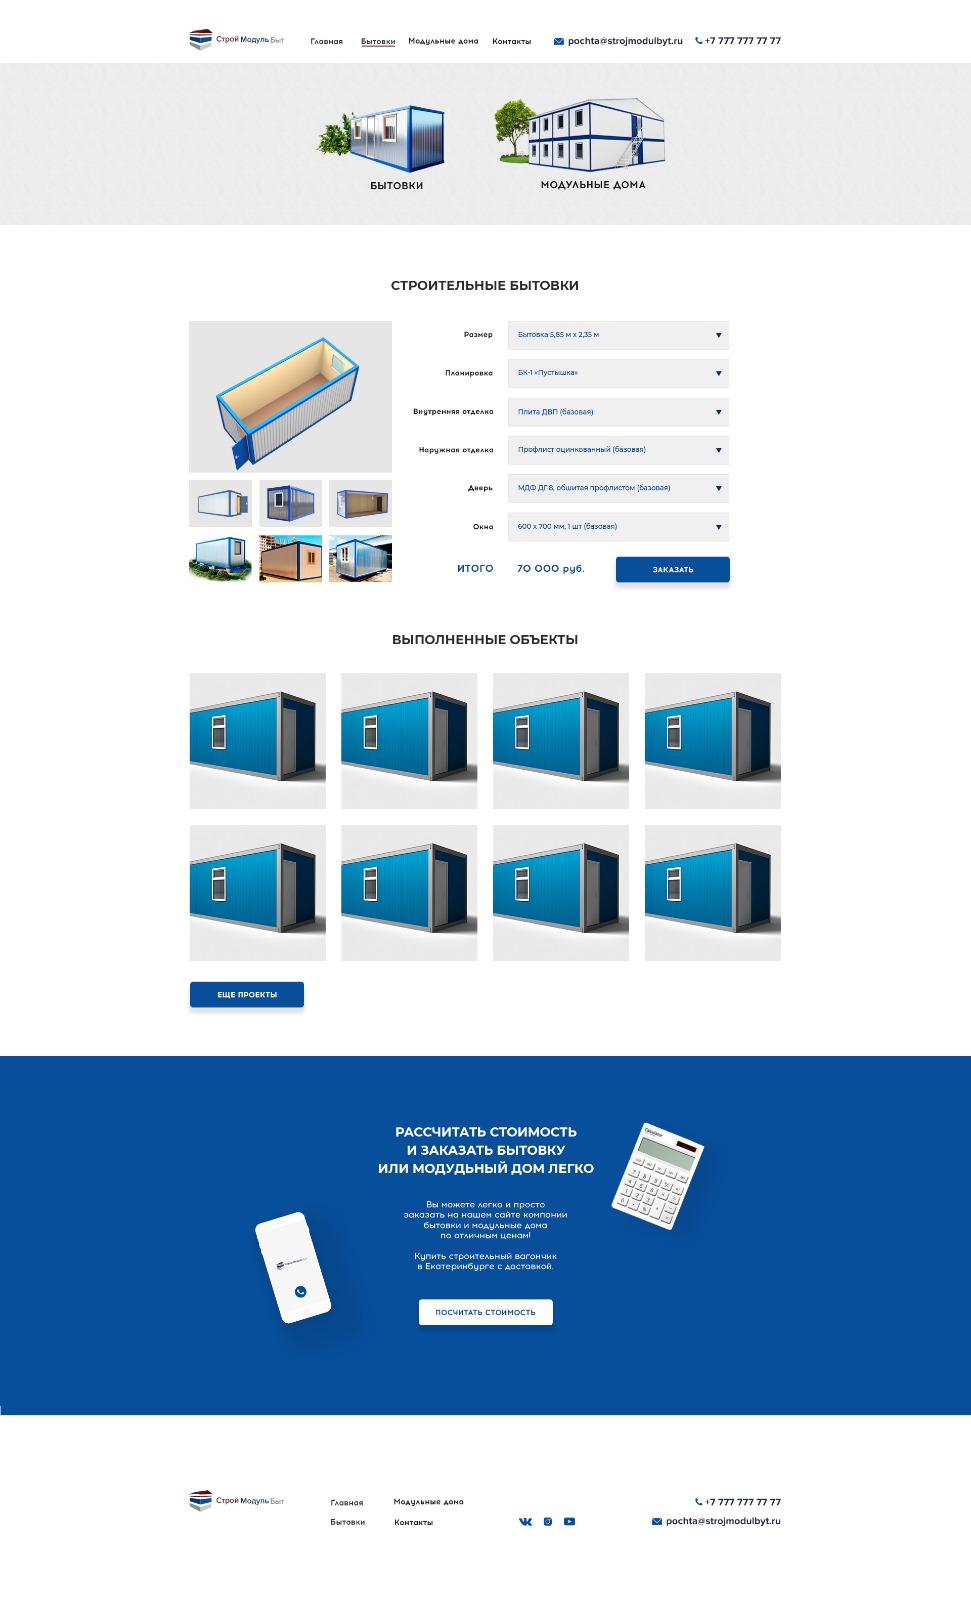 Строй Модуль Быт
Главная
Бытовки
Модульные дома
Контакты
pochta@strojmodulbyt.ru
+7 777 777 77 77
БЫТОВКИ
МОДУЛЬНЫЕ ДОМА
СТРОИТЕЛЬНЫЕ БЫТОВКИ
Размер
Бытовка 5,85 м х 2,35 м
Планировка
БК-1 «Пустышка»
Внутренняя отделка
Плита ДВП (базовая)
Наружная отделка
Профлист оцинкованный (базовая)
Дверь
МДФ ДГ8, обшитая профлистом (базовая)
Окна
600 х 700 мм, 1 шт (базовая)
ИТОГО
70 000 руб.
ЗАКАЗАТЬ
ВЫПОЛНЕННЫЕ ОБЪЕКТЫ
ЕЩЕ ПРОЕКТЫ
РАССЧИТАТЬ СТОИМОСТЬ
И ЗАКАЗАТЬ БЫТОВКУ
ИЛИ МОДУДЬНЫЙ ДОМ ЛЕГКО
Вы можете легко и просто
заказать на нашем сайте компании
бытовки и модульные дома
по отличным ценам!
Купить строительный вагончик
в Екатеринбурге с доставкой.
ПОСЧИТАТЬ СТОИМОСТЬ
Строй Модуль Быт
Главная
Модульные дома
+7 777 777 77 77
Бытовки
Контакты
pochta@strojmodulbyt.ru